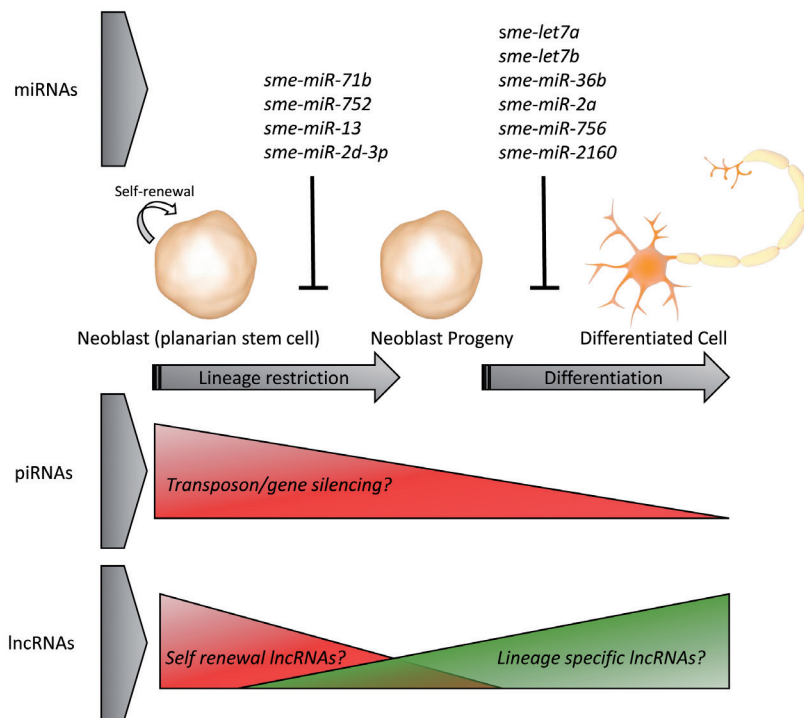 miRNAs
sme-miR-71b
sme-miR-752
sme-miR-13
sme-miR-2d-3p
sme-let7a
sme-let7b
sme-miR-36b
sme-miR-2a
sme-miR-756
sme-miR-2160
Self-renewal
Neoblast (planarian stem cell)
Neoblast Progeny
Differentiated Cell
Lineage restriction
Differentiation
piRNAs
Transposon/gene silencing?
lncRNAs
Self renewal lncRNAs?
Lineage specific lncRNAs?